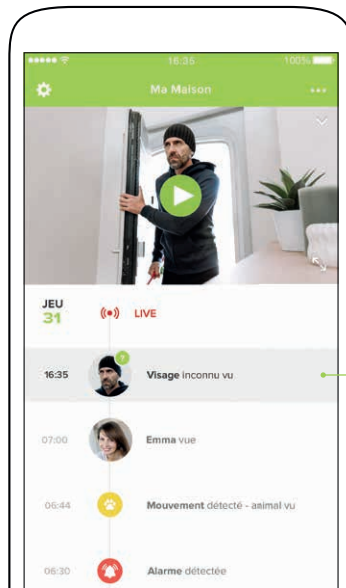 16:35 100%
Ma Maison
JEU
31 LIVE
16:35 ? Visage inconnu vu
07:00 Emma vue
06:44 Mouvement détecté - animal vu
06:30 Alarme détectée